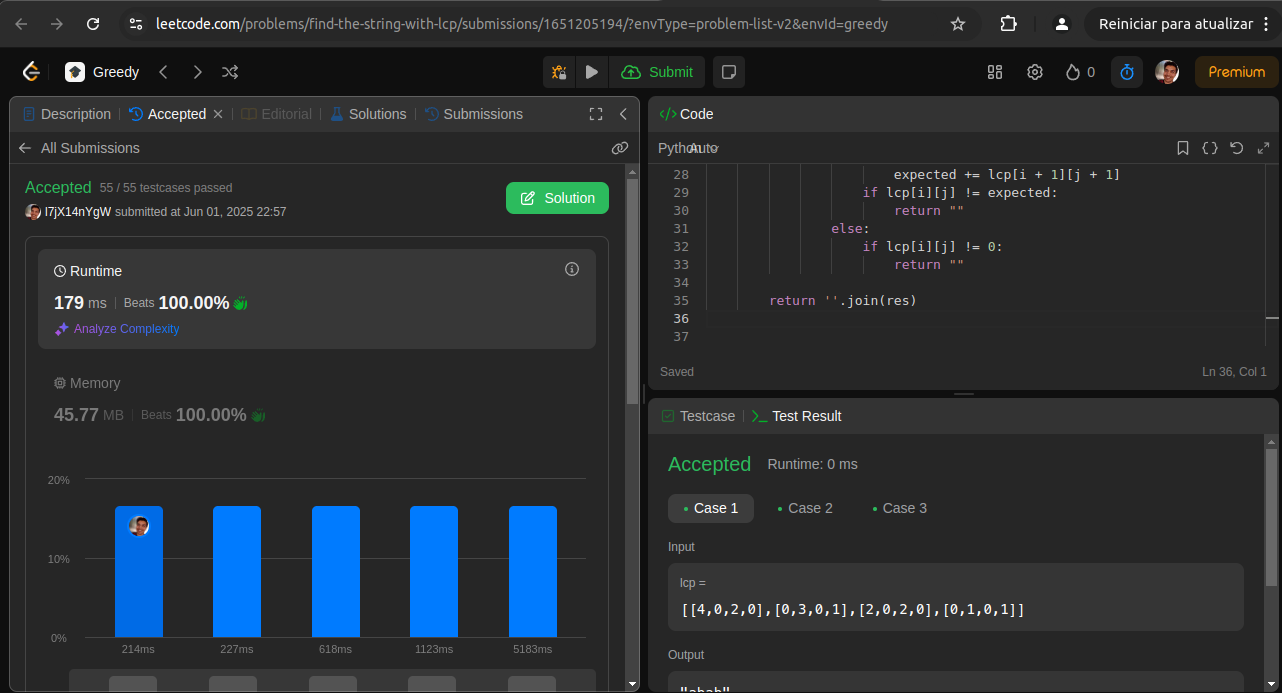 leetcode.com/problems/find-the-string-with-lcp/submissions/1651205194/?envType=problem-list-v2&envId=greedy
Reiniciar para atualizar
Greedy
Submit
0
Premium
Description
Accepted
Editorial
Solutions
Submissions
All Submissions
Accepted 55 / 55 testcases passed
l7jX14nYgW submitted at Jun 01, 2025 22:57
Solution
Runtime
179 ms Beats 100.00%
Analyze Complexity
Memory
45.77 MB Beats 100.00%
20%
10%
0%
214ms 227ms 618ms 1123ms 5183ms
</> Code
Python Auto
28 expected += lcp[i + 1][j + 1]
29 if lcp[i][j] != expected:
30 return ""
31 else:
32 if lcp[i][j] != 0:
33 return ""
34
35 return ''.join(res)
36
37
Saved Ln 36, Col 1
Testcase
Test Result
Accepted Runtime: 0 ms
• Case 1 • Case 2 • Case 3
Input
lcp =
[[4,0,2,0],[0,3,0,1],[2,0,2,0],[0,1,0,1]]
Output
"abab"